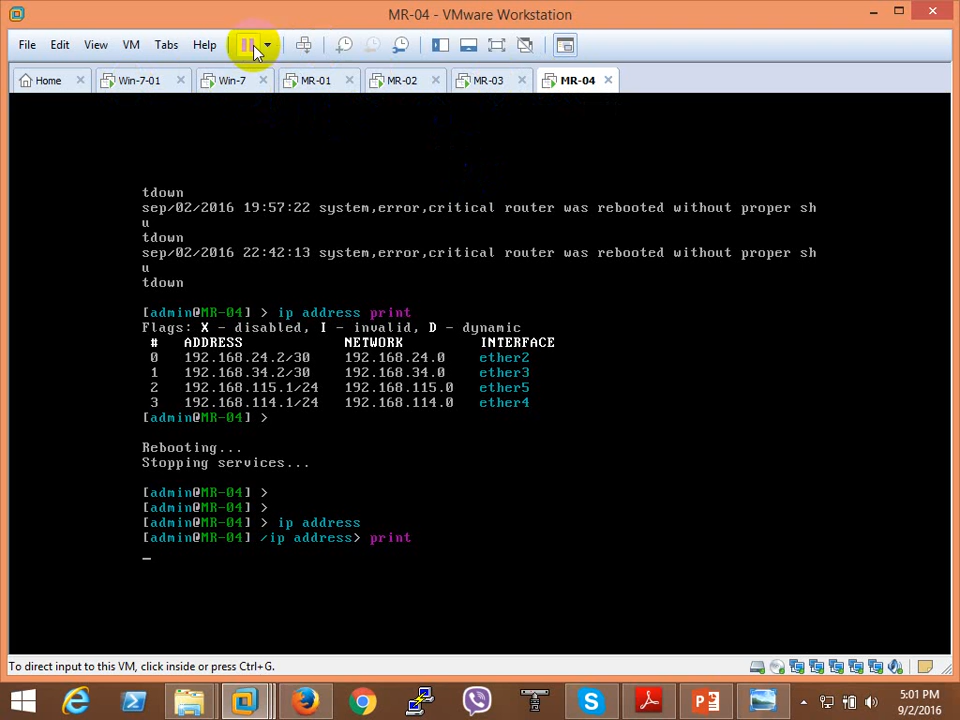 MR-04 - VMware Workstation
File Edit View VM Tabs Help
Home Win-7-01 Win-7 MR-01 MR-02 MR-03 MR-04
tdown
sep/02/2016 19:57:22 system,error,critical router was rebooted without proper sh
u
tdown
sep/02/2016 22:42:13 system,error,critical router was rebooted without proper sh
u
tdown
[admin@MR-04] > ip address print
Flags: X - disabled, I - invalid, D - dynamic
# ADDRESS NETWORK INTERFACE
0 192.168.24.2/30 192.168.24.0 ether2
1 192.168.34.2/30 192.168.34.0 ether3
2 192.168.115.1/24 192.168.115.0 ether5
3 192.168.114.1/24 192.168.114.0 ether4
[admin@MR-04] >
Rebooting...
Stopping services...
[admin@MR-04] >
[admin@MR-04] >
[admin@MR-04] > ip address
[admin@MR-04] /ip address> print
_
To direct input to this VM, click inside or press Ctrl+G.
5:01 PM
9/2/2016